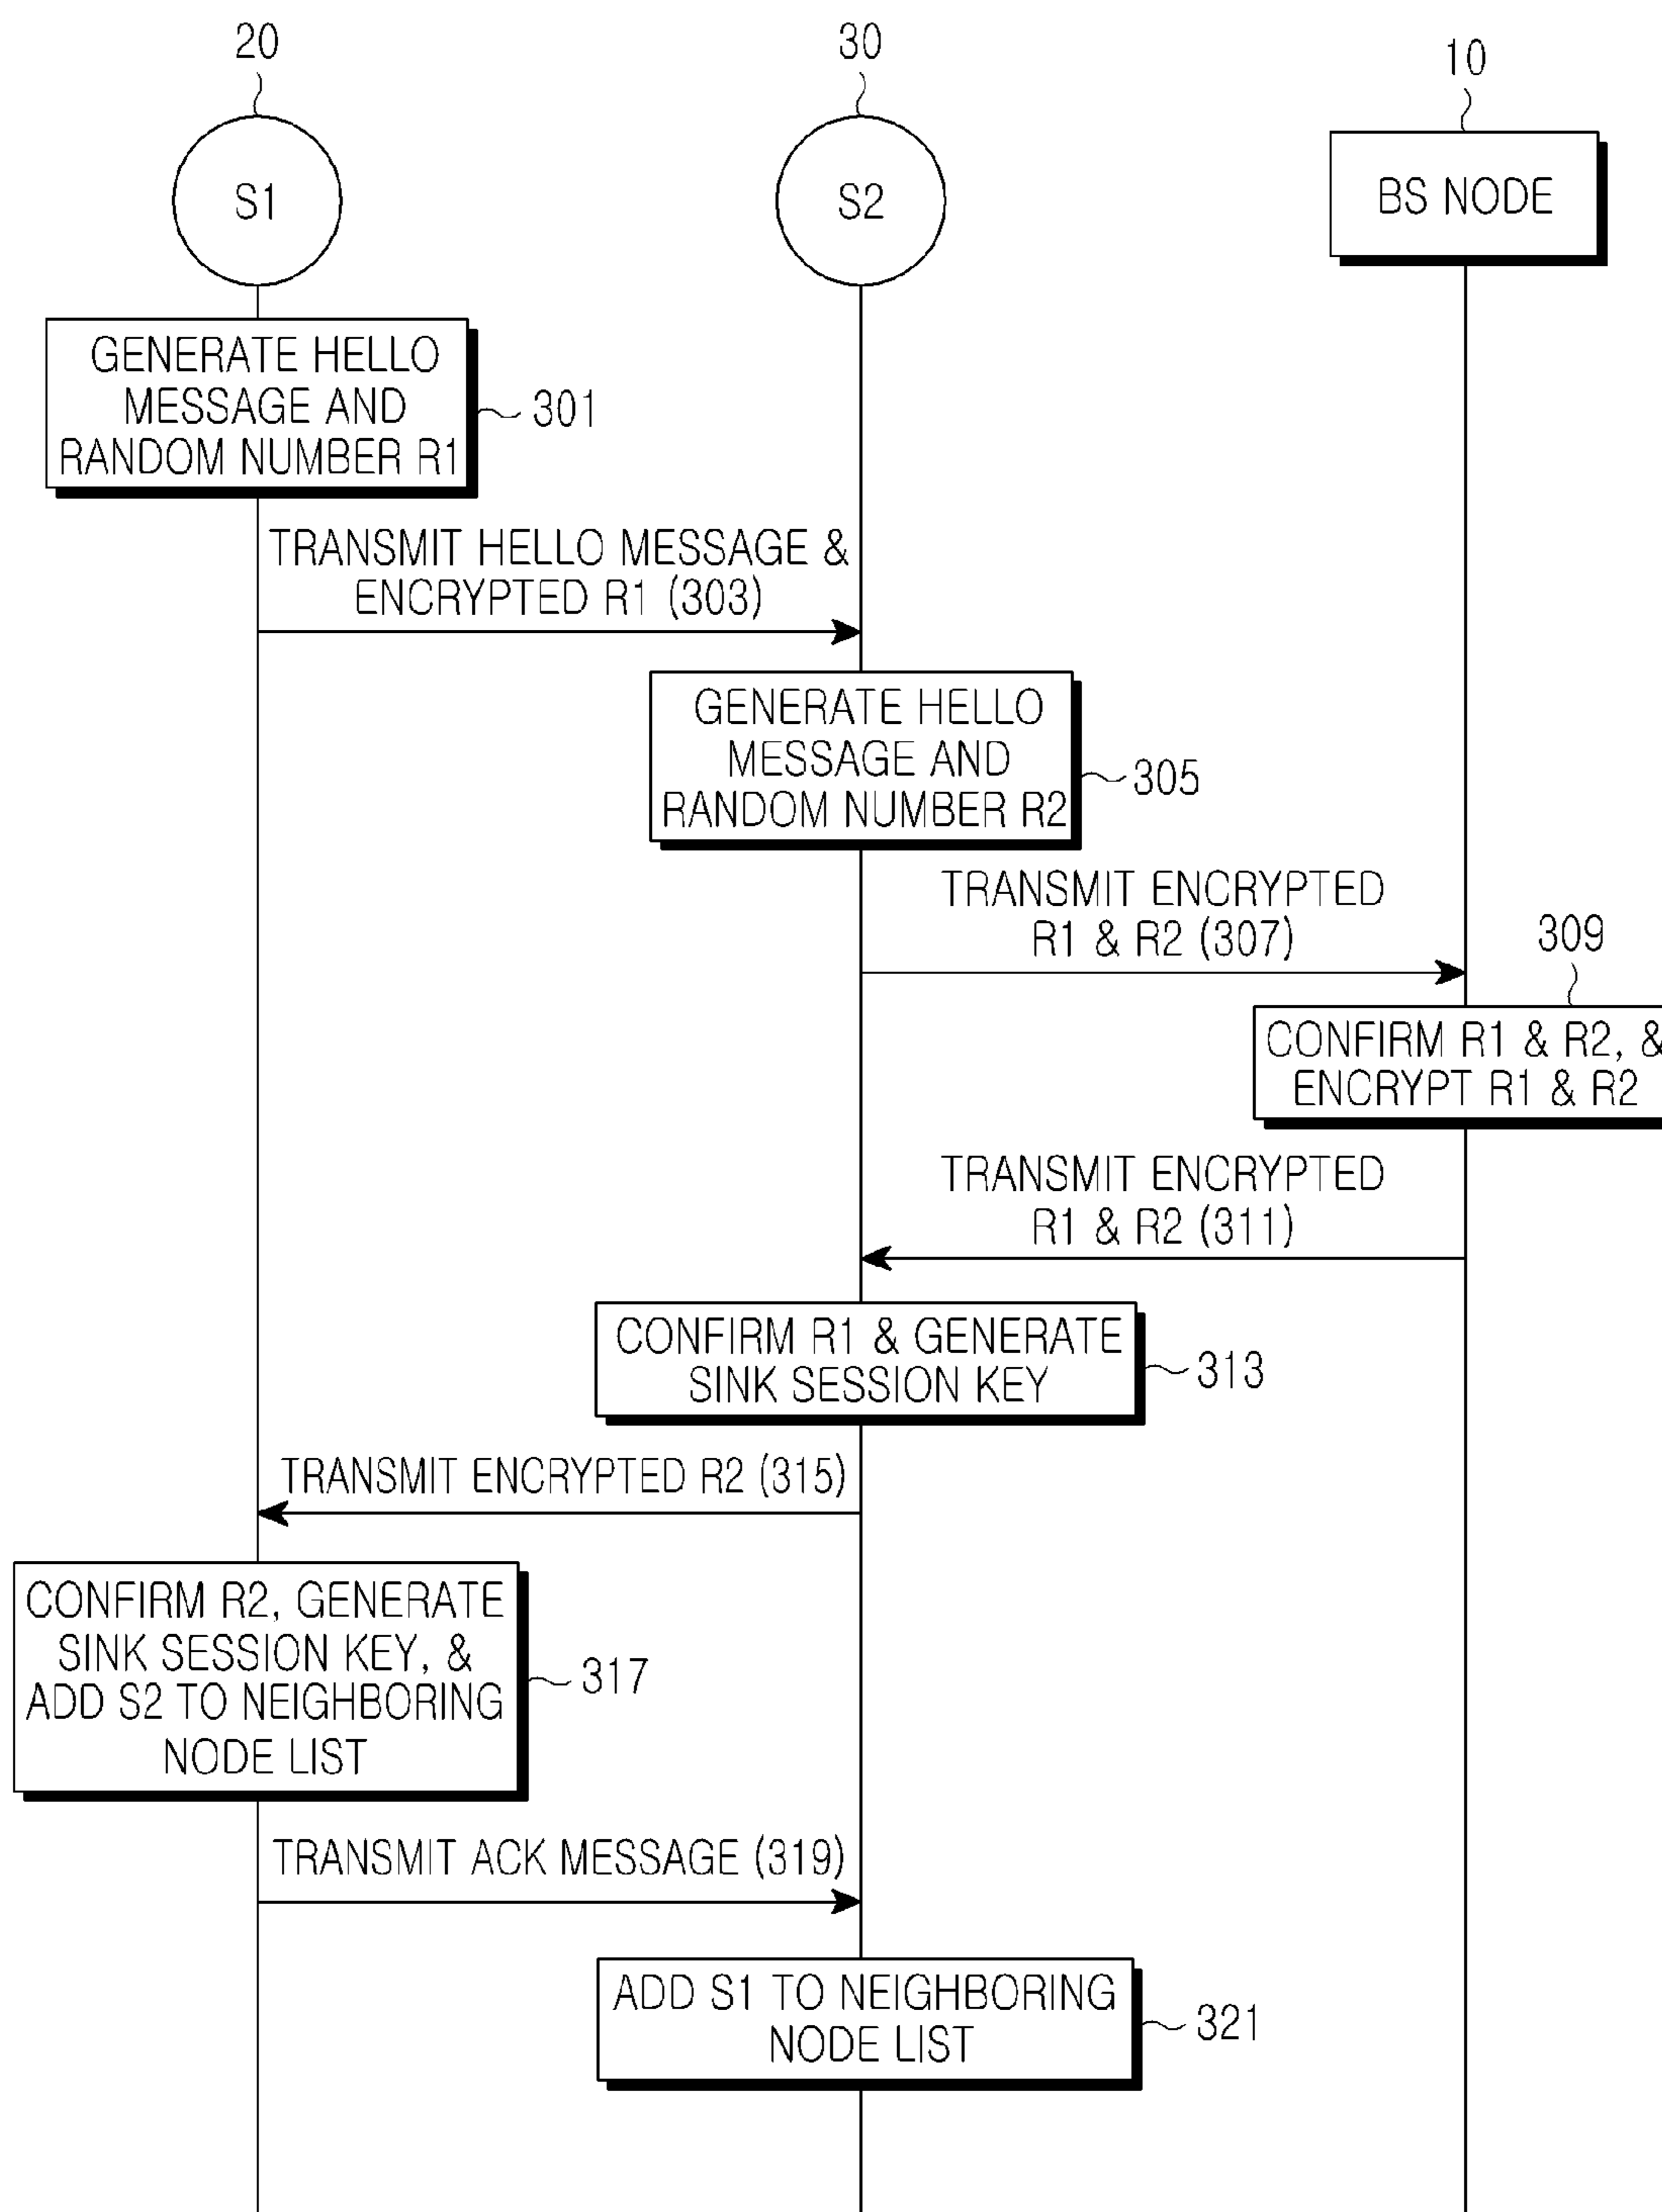 20
30
10
S1
S2
BS NODE
GENERATE HELLO
MESSAGE AND
RANDOM NUMBER R1
301
TRANSMIT HELLO MESSAGE &
ENCRYPTED R1 (303)
GENERATE HELLO
MESSAGE AND
RANDOM NUMBER R2
305
TRANSMIT ENCRYPTED
R1 & R2 (307)
309
CONFIRM R1 & R2, &
ENCRYPT R1 & R2
TRANSMIT ENCRYPTED
R1 & R2 (311)
CONFIRM R1 & GENERATE
SINK SESSION KEY
313
TRANSMIT ENCRYPTED R2 (315)
CONFIRM R2, GENERATE
SINK SESSION KEY, &
ADD S2 TO NEIGHBORING
NODE LIST
317
TRANSMIT ACK MESSAGE (319)
ADD S1 TO NEIGHBORING
NODE LIST
321